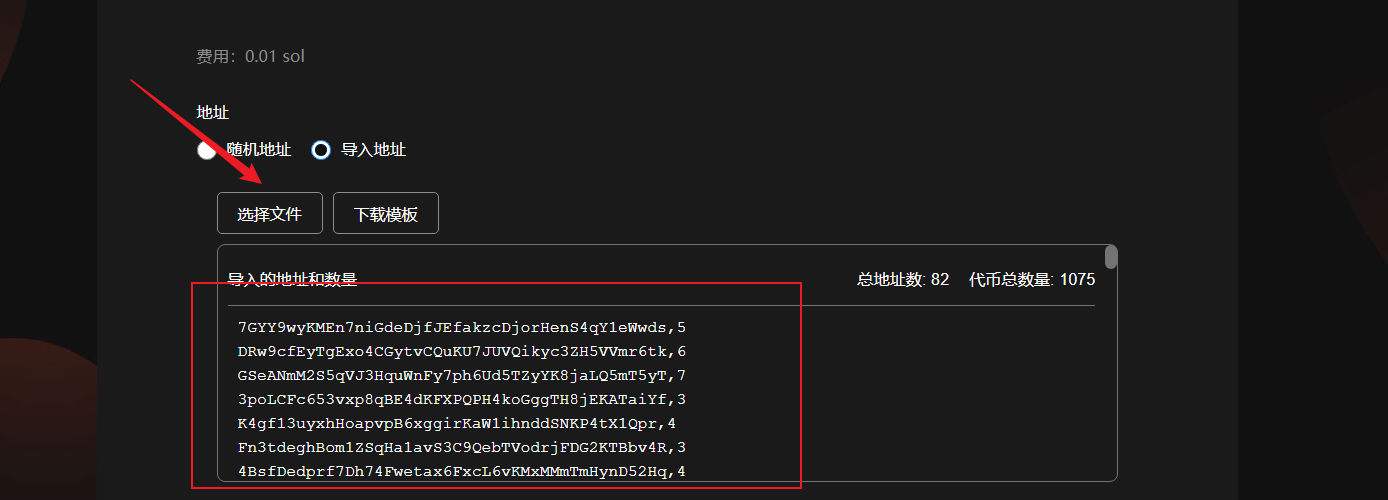 费用：0.01 sol
地址
随机地址 导入地址
选择文件 下载模板
导入的地址和数量 总地址数: 82 代币总数量: 1075
7GYY9wyKMEn7niGdeDjfJEfakzcDjorHenS4qY1eWwds,5
DRw9cfEyTgExo4CGytvCQuKU7JUVQikyc3ZH5VVmr6tk,6
GSeANmM2S5qVJ3HquWnFy7ph6Ud5TZyYK8jaLQ5mT5yT,7
3poLCFc653vxp8qBE4dKFXPQPH4koGggTH8jEKATaiYf,3
K4gf13uyxhHoapvpB6xggirKaW1ihnddSNKP4tX1Qpr,4
Fn3tdeghBom1ZSqHa1avS3C9QebTVodrjFDG2KTBbv4R,3
4BsfDedprf7Dh74Fwetax6FxcL6vKMxMMmTmHynD52Hq,4